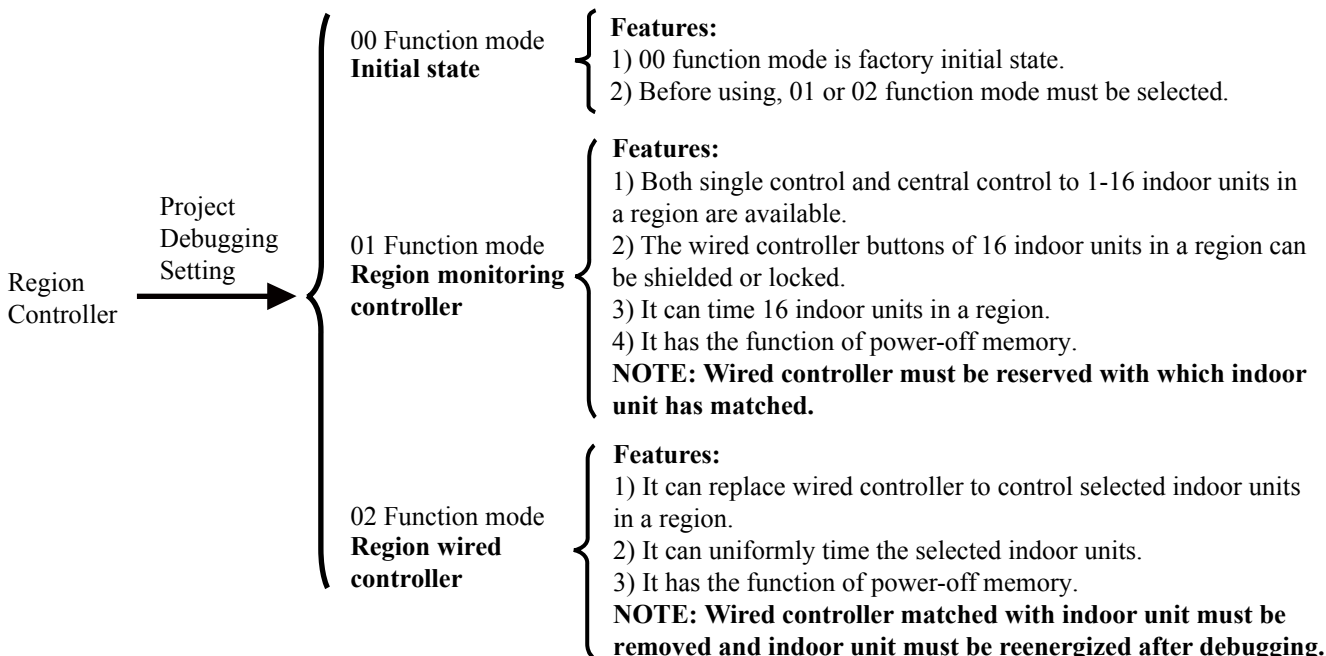 Region
Controller
Project
Debugging
Setting
00 Function mode
Initial state
Features:
1) 00 function mode is factory initial state.
2) Before using, 01 or 02 function mode must be selected.
01 Function mode
Region monitoring
controller
Features:
1) Both single control and central control to 1-16 indoor units in
a region are available.
2) The wired controller buttons of 16 indoor units in a region can
be shielded or locked.
3) It can time 16 indoor units in a region.
4) It has the function of power-off memory.
NOTE: Wired controller must be reserved with which indoor
unit has matched.
02 Function mode
Region wired
controller
Features:
1) It can replace wired controller to control selected indoor units
in a region.
2) It can uniformly time the selected indoor units.
3) It has the function of power-off memory.
NOTE: Wired controller matched with indoor unit must be
removed and indoor unit must be reenergized after debugging.